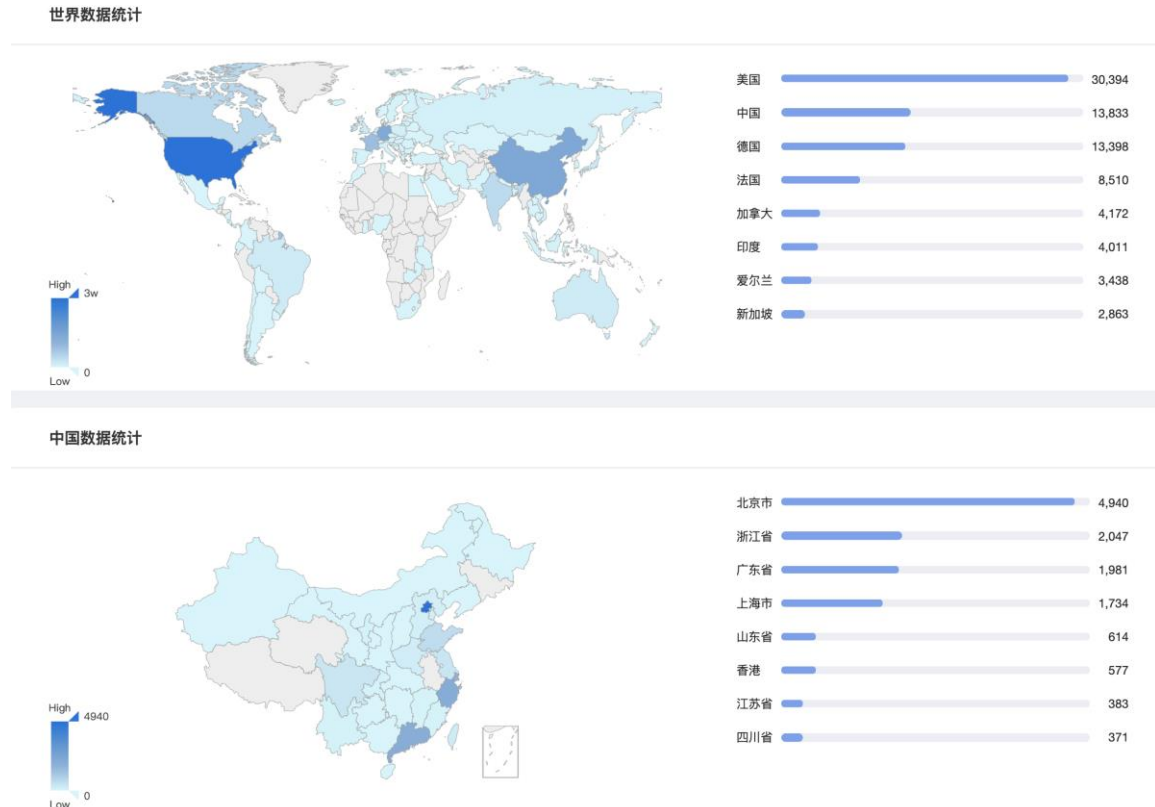 世界数据统计
美国 30,394
中国 13,833
德国 13,398
法国 8,510
加拿大 4,172
印度 4,011
爱尔兰 3,438
新加坡 2,863
High
3w
0
Low
中国数据统计
北京市 4,940
浙江省 2,047
广东省 1,981
上海市 1,734
山东省 614
香港 577
江苏省 383
四川省 371
High
4940
0
Low